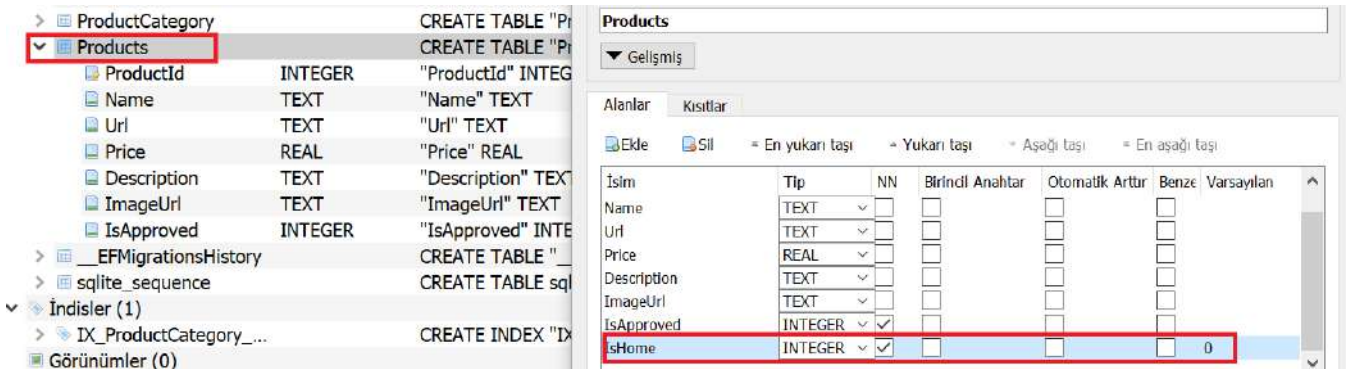 ProductCategory CREATE TABLE "Pr
Products CREATE TABLE "Pr
ProductId INTEGER "ProductId" INTEG
Name TEXT "Name" TEXT
Url TEXT "Url" TEXT
Price REAL "Price" REAL
Description TEXT "Description" TEXT
ImageUrl TEXT "ImageUrl" TEXT
IsApproved INTEGER "IsApproved" INTE
__EFMigrationsHistory CREATE TABLE "__
sqlite_sequence CREATE TABLE sql
İndisler (1)
IX_ProductCategory_... CREATE INDEX "IX
Görünümler (0)
Products
Gelişmiş
Alanlar Kısıtlar
Ekle Sil En yukarı taşı Yukarı taşı Aşağı taşı En aşağı taşı
İsim Tip NN Birincil Anahtar Otomatik Arttır Benze Varsayılan
Name TEXT
Url TEXT
Price REAL
Description TEXT
ImageUrl TEXT
IsApproved INTEGER
IsHome INTEGER 0